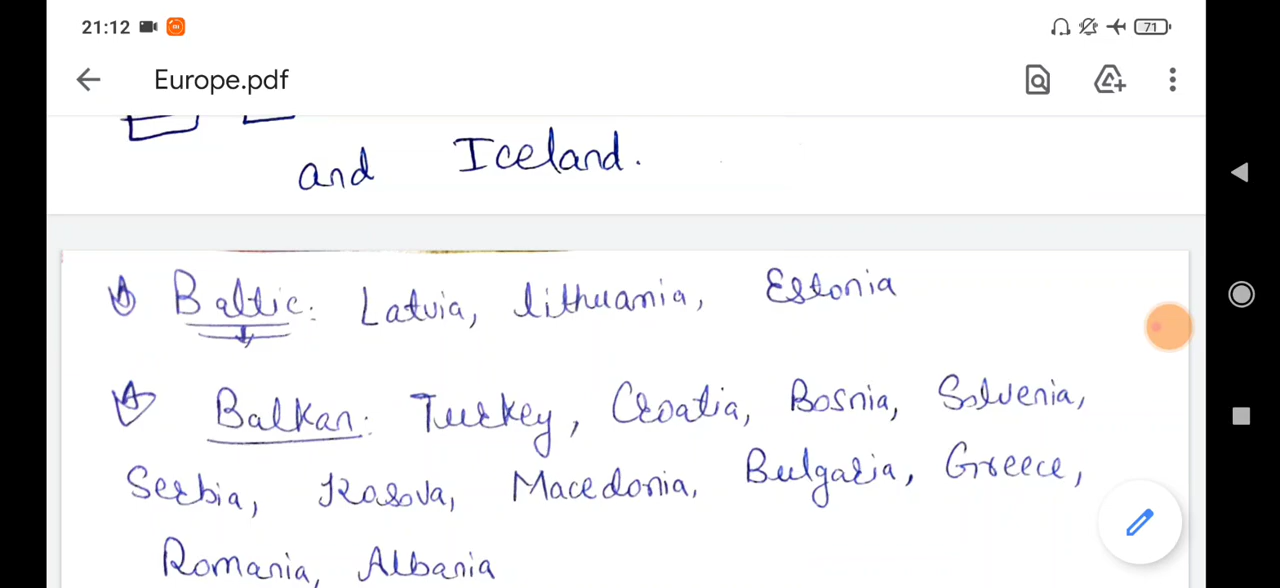 21:12
71
Europe.pdf
and Iceland.
Baltic: Latvia, lithuania, Estonia
Balkan: Turkey, Croatia, Bosnia, Solvenia,
Serbia, Kosova, Macedonia, Bulgaria, Greece,
Romania, Albania